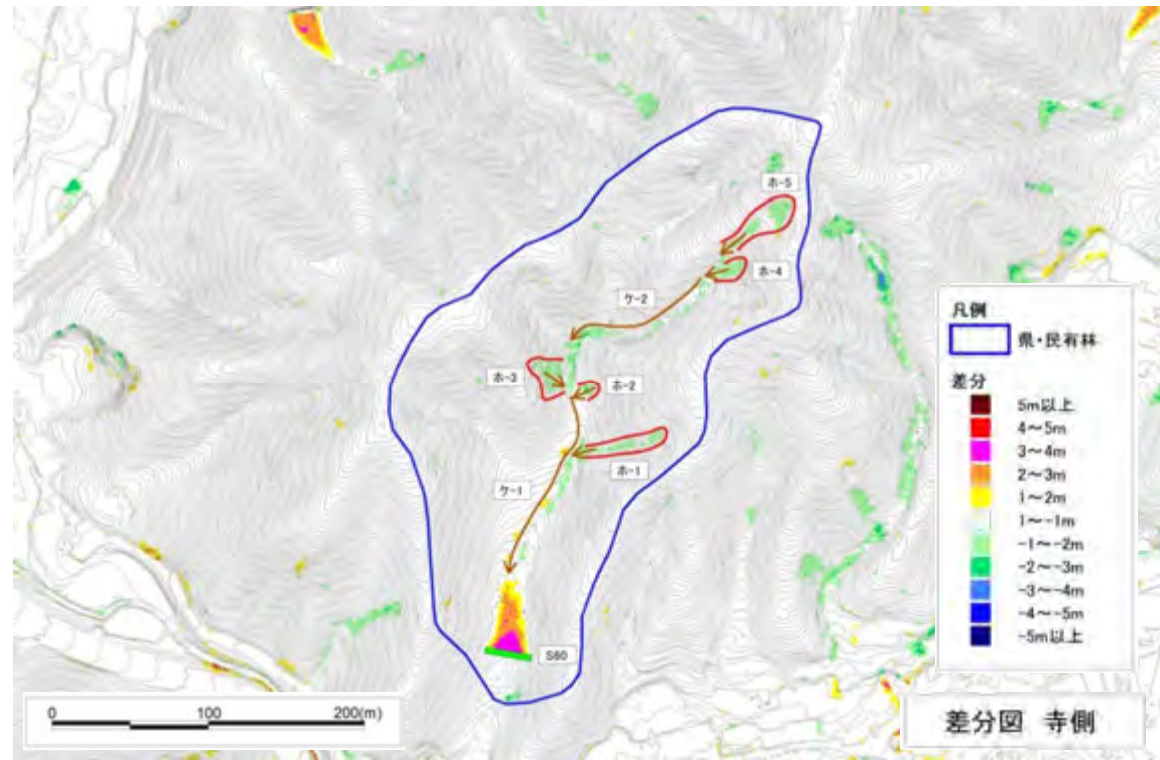 ホ-5
ホ-4
ケ-2
ホ-3
ホ-2
ホ-1
ケ-1
S60
凡例
県・民有林
差分
5m以上
4～5m
3～4m
2～3m
1～2m
1～-1m
-1～-2m
-2～-3m
-3～-4m
-4～-5m
-5m以上
0 100 200(m)
差分図 寺側